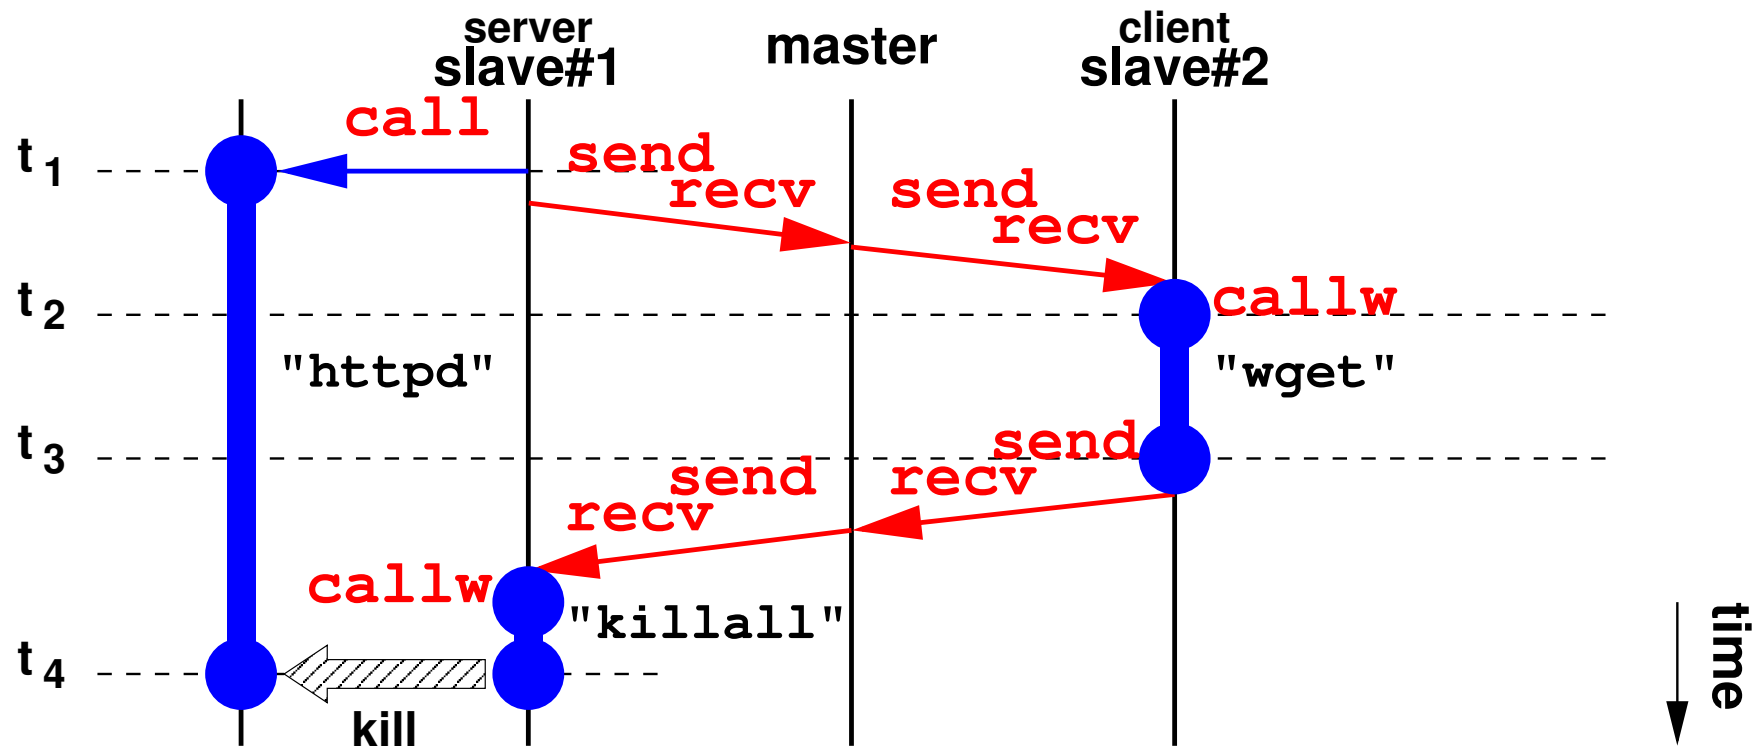 server
slave#1
master
client
slave#2
call
t1
send
recv
send
recv
t2
callw
"httpd"
"wget"
t3
send
send
recv
recv
callw
"killall"
t4
kill
time